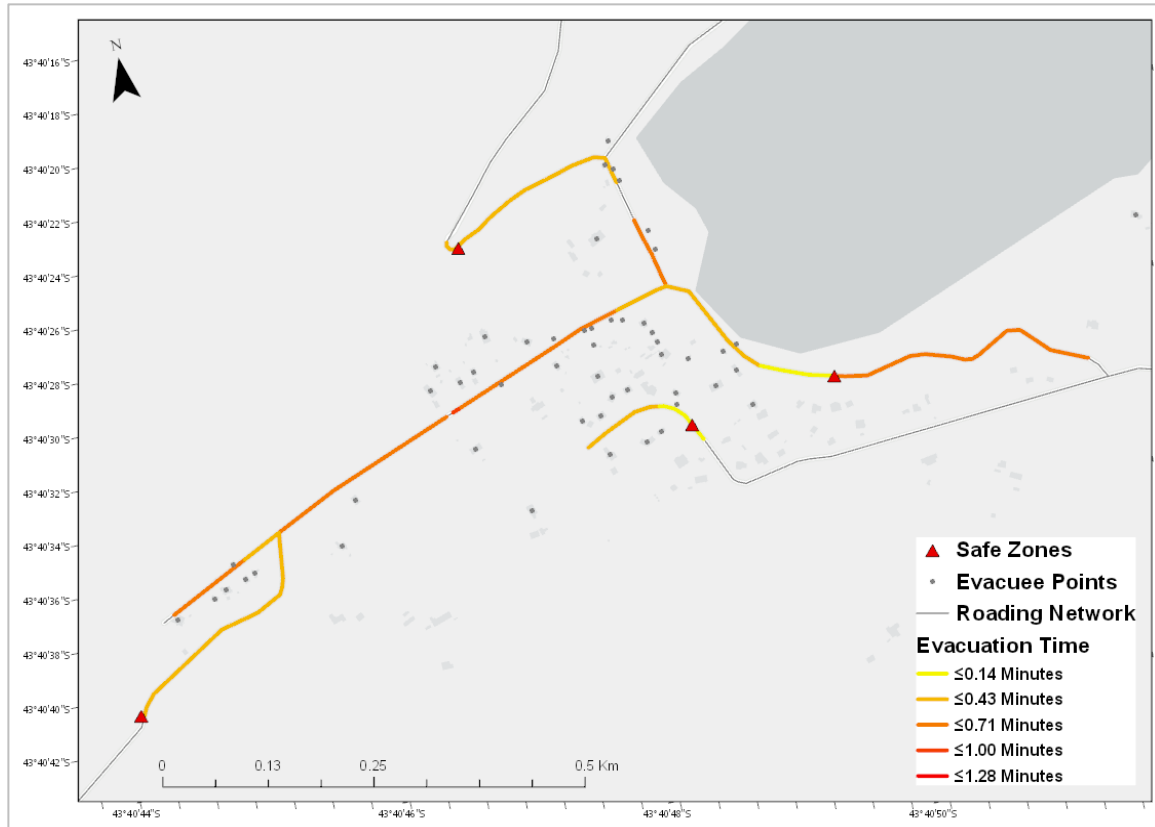 N
43°40'16"S
43°40'18"S
43°40'20"S
43°40'22"S
43°40'24"S
43°40'26"S
43°40'28"S
43°40'30"S
43°40'32"S
43°40'34"S
43°40'36"S
43°40'38"S
43°40'40"S
43°40'42"S
Safe Zones
Evacuee Points
Roading Network
Evacuation Time
≤0.14 Minutes
≤0.43 Minutes
≤0.71 Minutes
≤1.00 Minutes
≤1.28 Minutes
0 0.13 0.25 0.5 Km
43°40'44"S 43°40'46"S 43°40'48"S 43°40'50"S